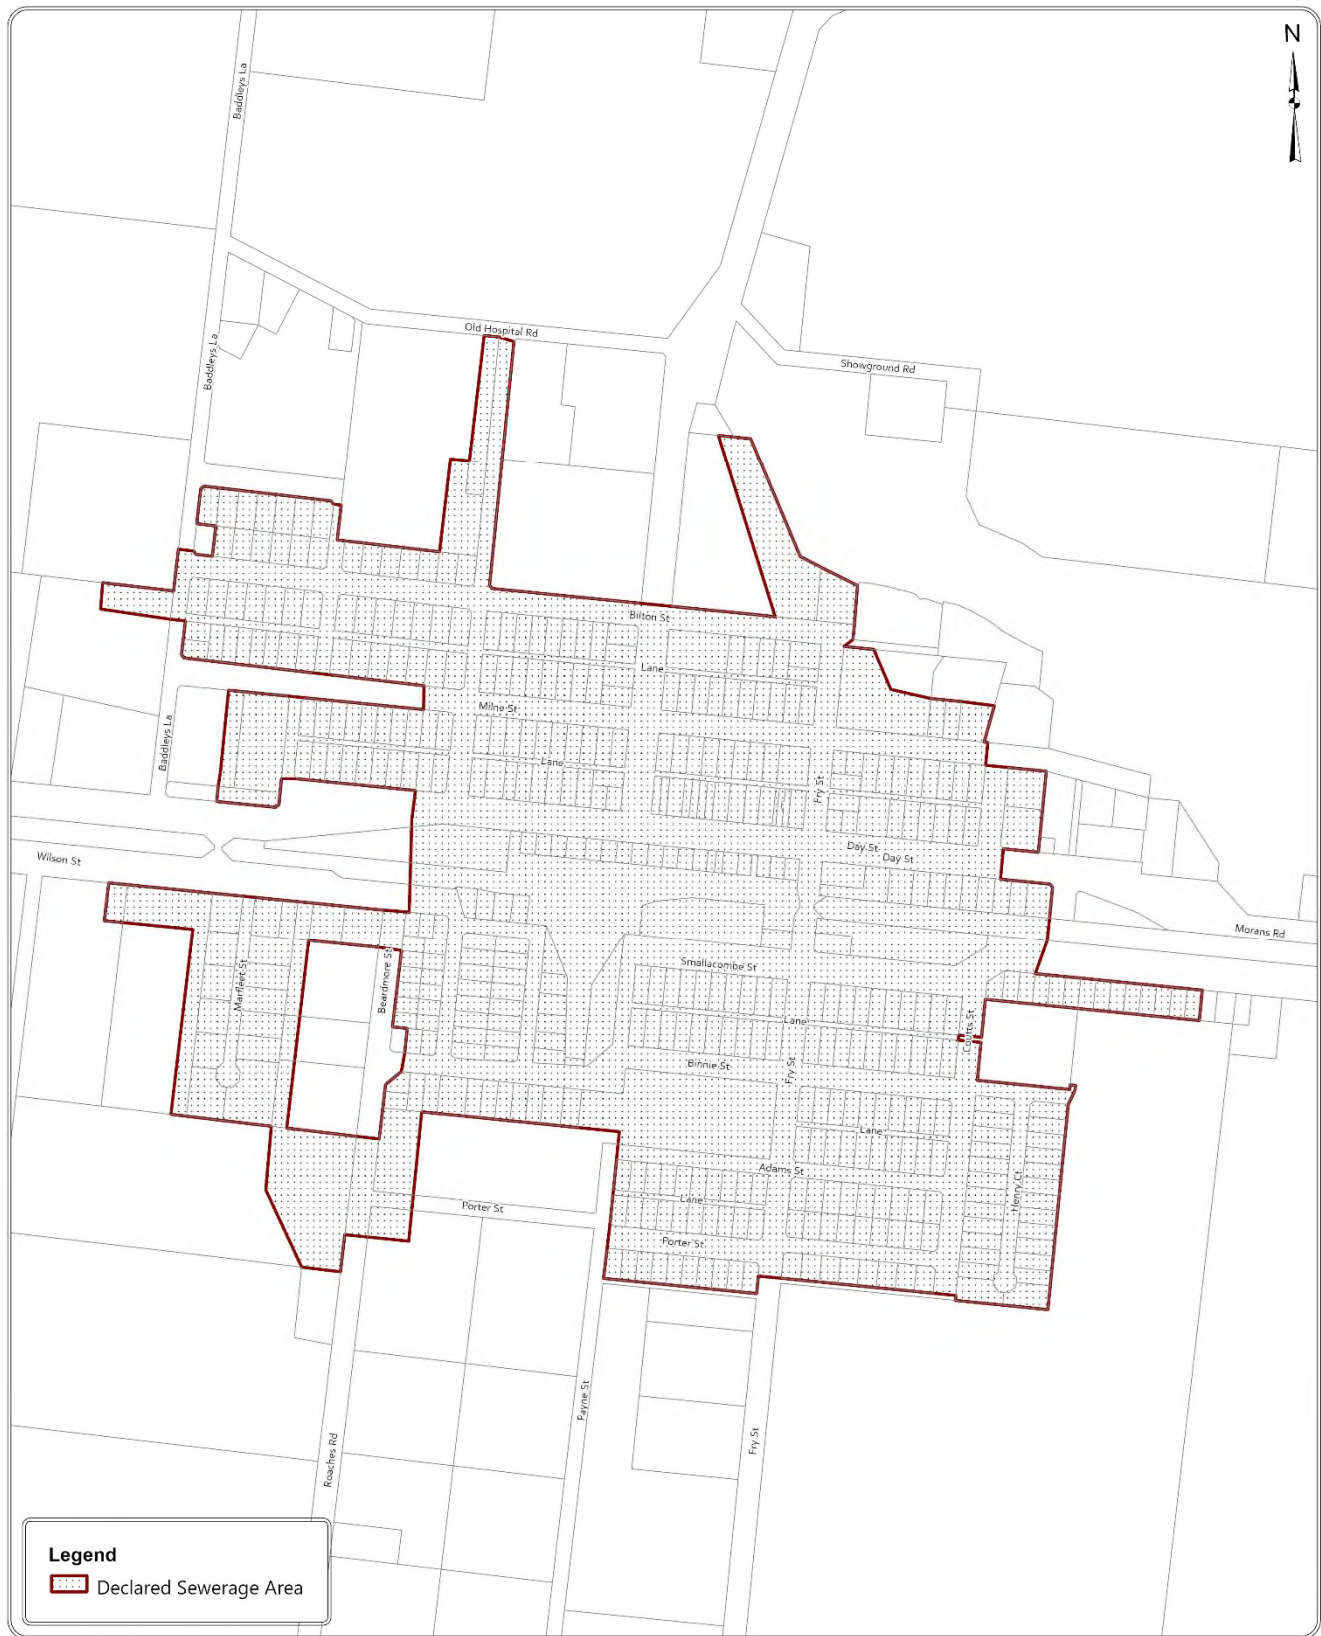 N
Baddleys La
Old Hospital Rd
Baddleys La
Showground Rd
Bilton St
Lane
Milne St
Baddleys La
Lane
Fry St
Day St
Day St
Wilson St
Morans Rd
Smallacombe St
Marfleet St
Beardmore St
Lane
Coutts St
Binnie St
Fry St
Lane
Adams St
Henry Ct
Lane
Porter St
Porter St
Payne St
Fry St
Roaches Rd
Legend
Declared Sewerage Area